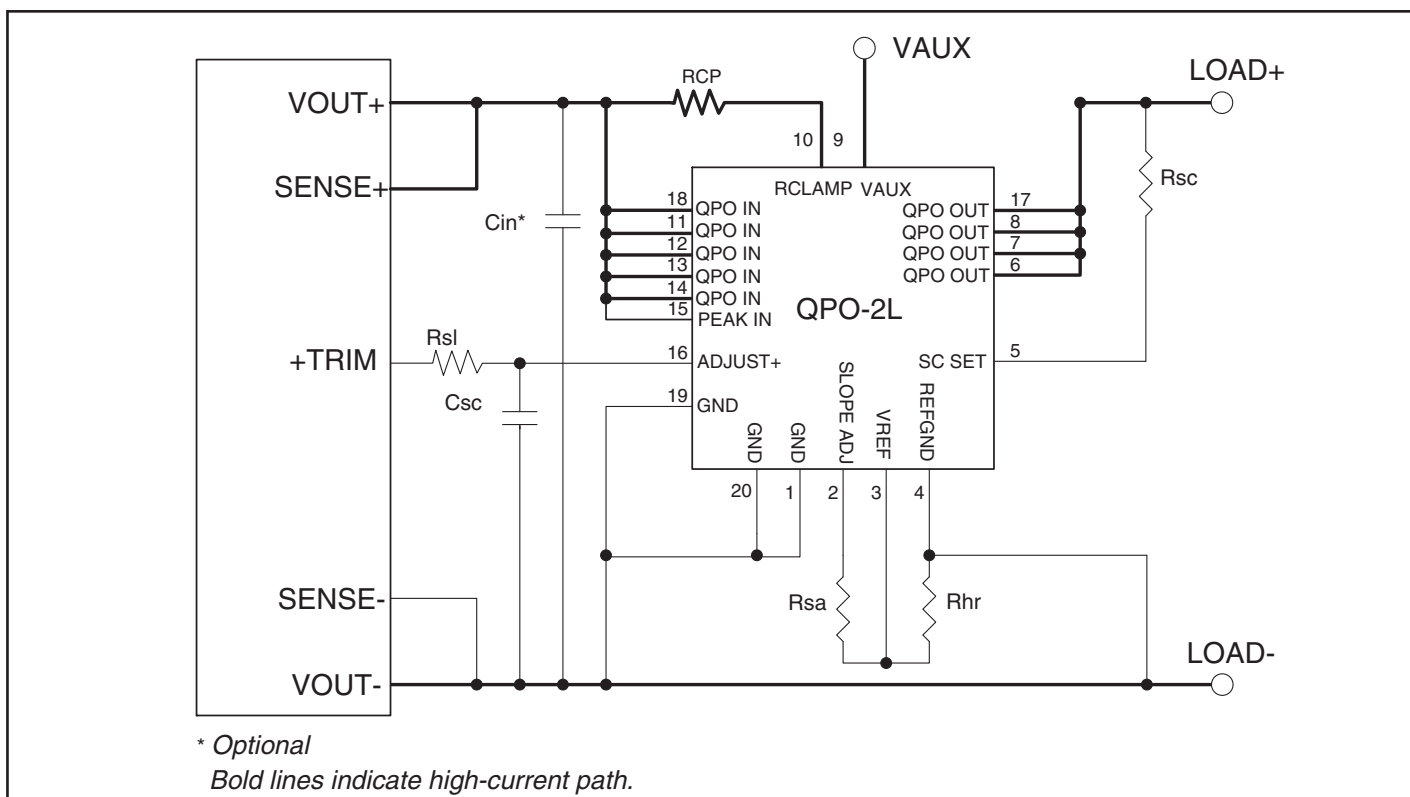 VAUX
LOAD+
RCP
VOUT+
10 9
RCLAMP VAUX
SENSE+
Rsc
18 QPO IN
QPO OUT 17
Cin*
11 QPO IN
QPO OUT 8
12 QPO IN
QPO OUT 7
13 QPO IN
QPO OUT 6
14 QPO IN
QPO-2L
15 PEAK IN
Rsl
+TRIM
16 ADJUST+
SC SET 5
Csc
19 GND
GND
GND
SLOPE ADJ
VREF
REFGND
20 1 2 3 4
SENSE-
Rsa
Rhr
LOAD-
VOUT-
* Optional
Bold lines indicate high-current path.